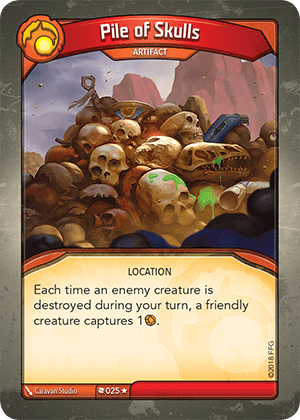 Pile of Skulls
ARTIFACT
LOCATION
Each time an enemy creature is
destroyed during your turn, a friendly
creature captures 1.
Caravan Studio
025
©2018 FFG